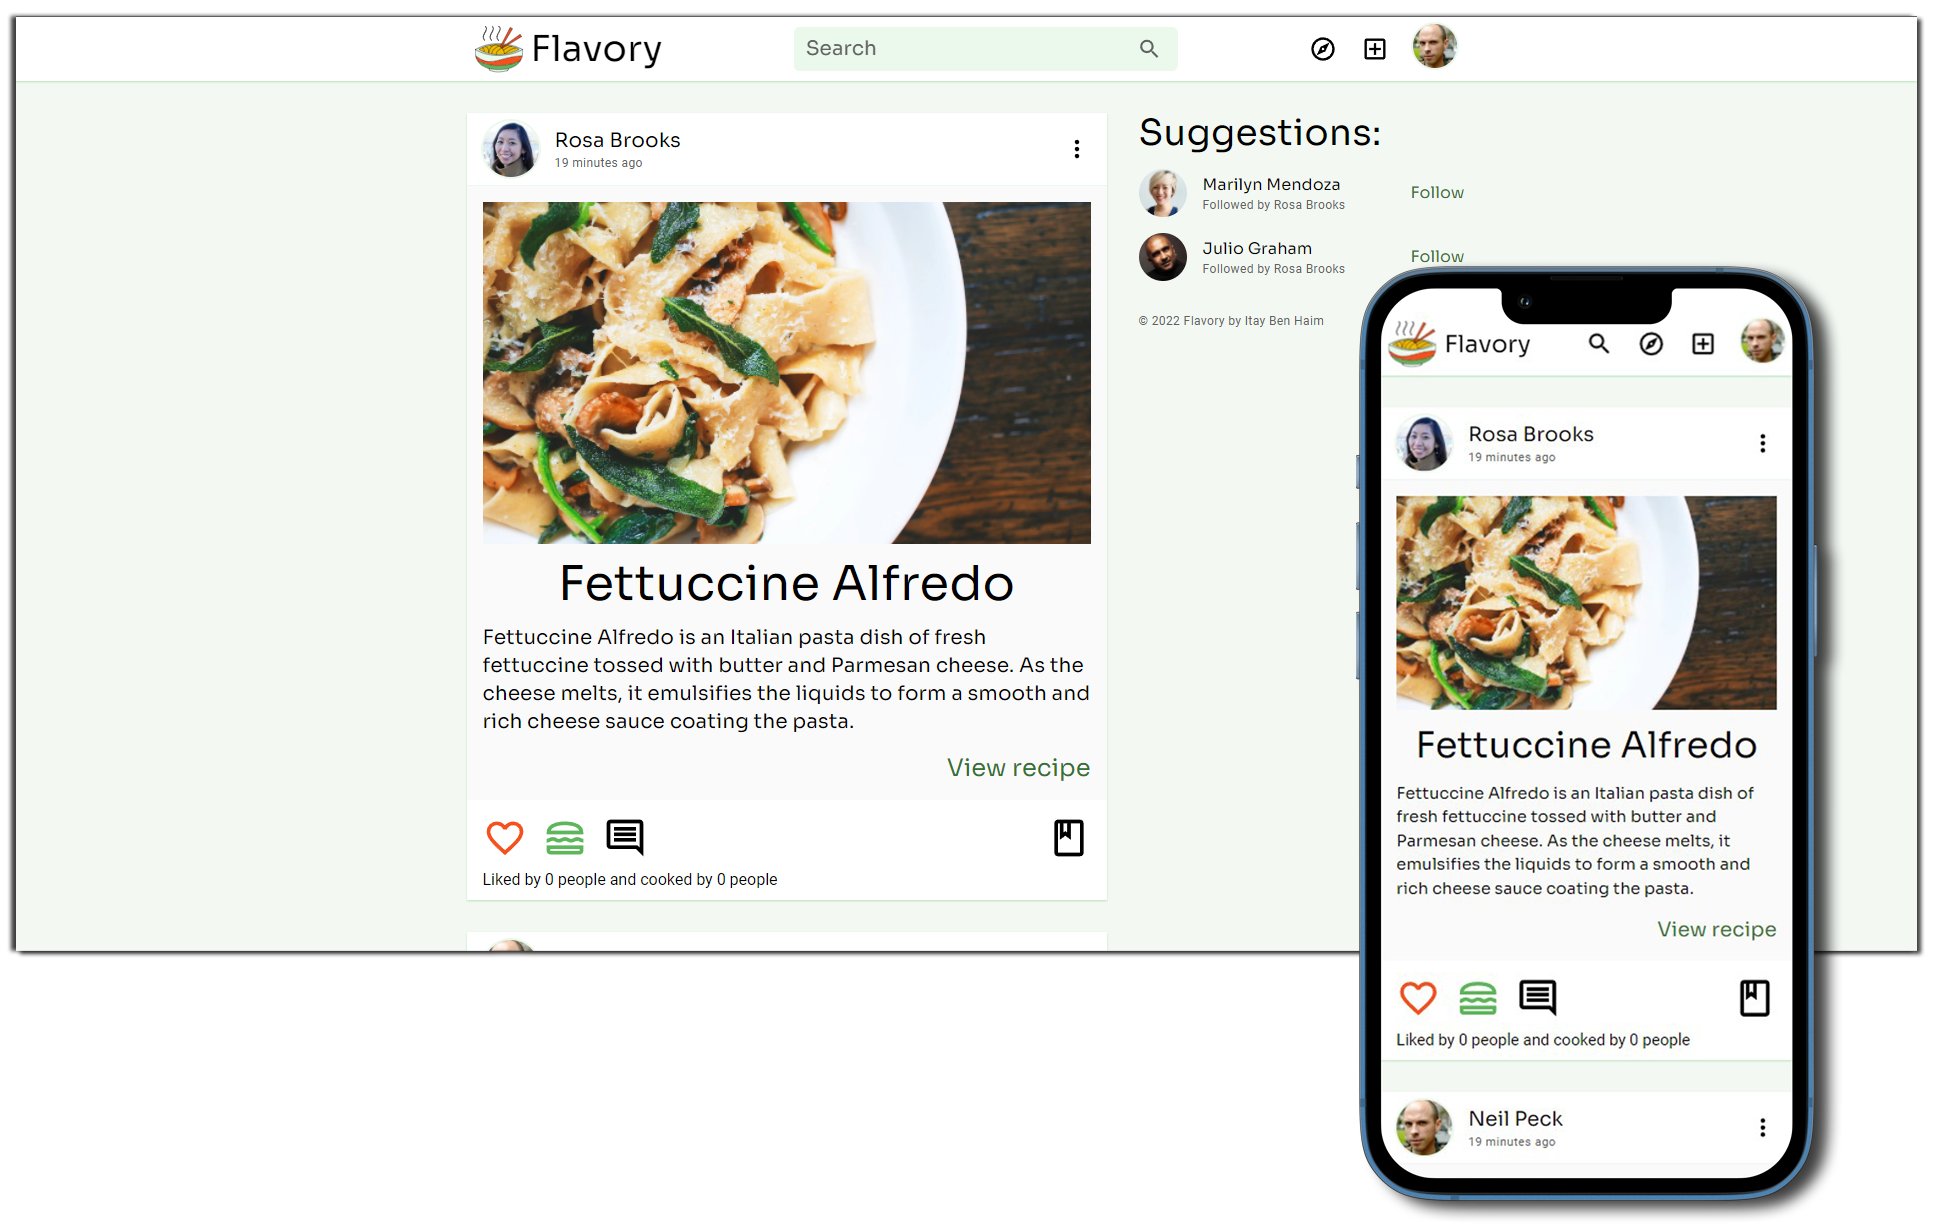 Flavory
Search
Rosa Brooks
19 minutes ago
Fettuccine Alfredo
Fettuccine Alfredo is an Italian pasta dish of fresh
fettuccine tossed with butter and Parmesan cheese. As the
cheese melts, it emulsifies the liquids to form a smooth and
rich cheese sauce coating the pasta.
View recipe
Liked by 0 people and cooked by 0 people
Suggestions:
Marilyn Mendoza
Followed by Rosa Brooks
Follow
Julio Graham
Followed by Rosa Brooks
Follow
© 2022 Flavory by Itay Ben Haim
Flavory
Rosa Brooks
19 minutes ago
Fettuccine Alfredo
Fettuccine Alfredo is an Italian pasta dish of
fresh fettuccine tossed with butter and
Parmesan cheese. As the cheese melts, it
emulsifies the liquids to form a smooth and
rich cheese sauce coating the pasta.
View recipe
Liked by 0 people and cooked by 0 people
Neil Peck
19 minutes ago